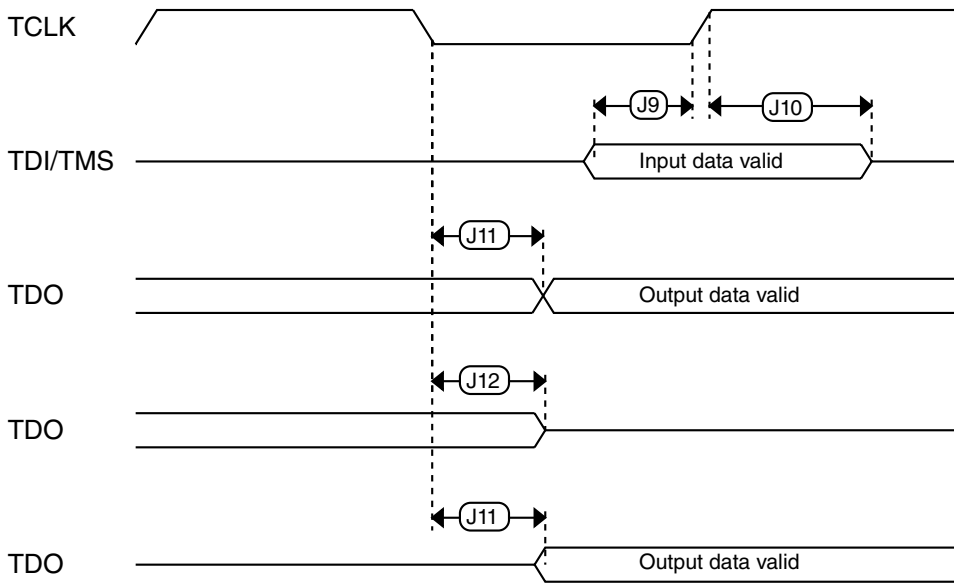 TCLK
J9
J10
TDI/TMS
Input data valid
J11
TDO
Output data valid
J12
TDO
J11
TDO
Output data valid